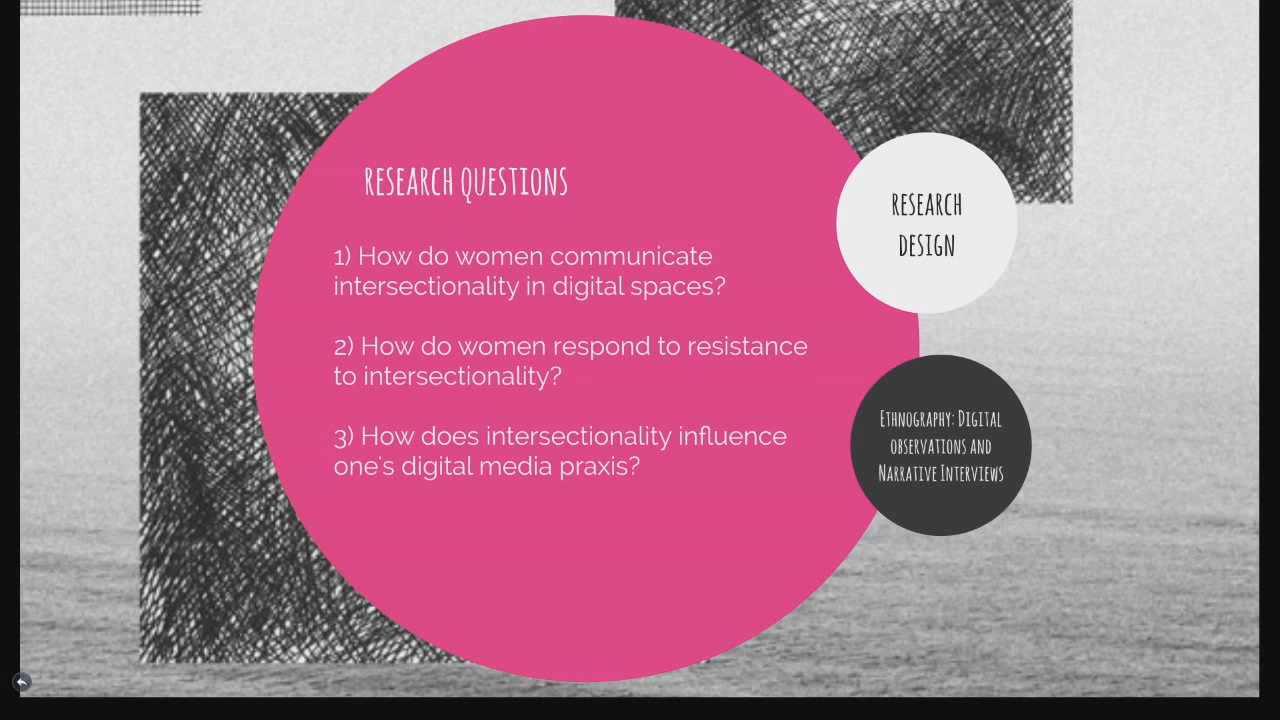 RESEARCH QUESTIONS
1) How do women communicate
intersectionality in digital spaces?
2) How do women respond to resistance
to intersectionality?
3) How does intersectionality influence
one's digital media praxis?
RESEARCH
DESIGN
Ethnography: Digital
observations and
Narrative Interviews